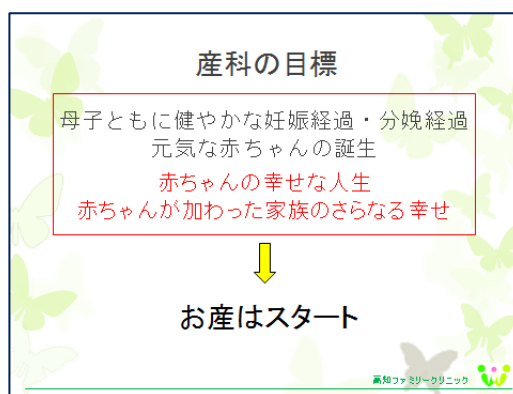 産科の目標
母子ともに健やかな妊娠経過・分娩経過
元気な赤ちゃんの誕生
赤ちゃんの幸せな人生
赤ちゃんが加わった家族のさらなる幸せ
お産はスタート
高知ファミリークリニック